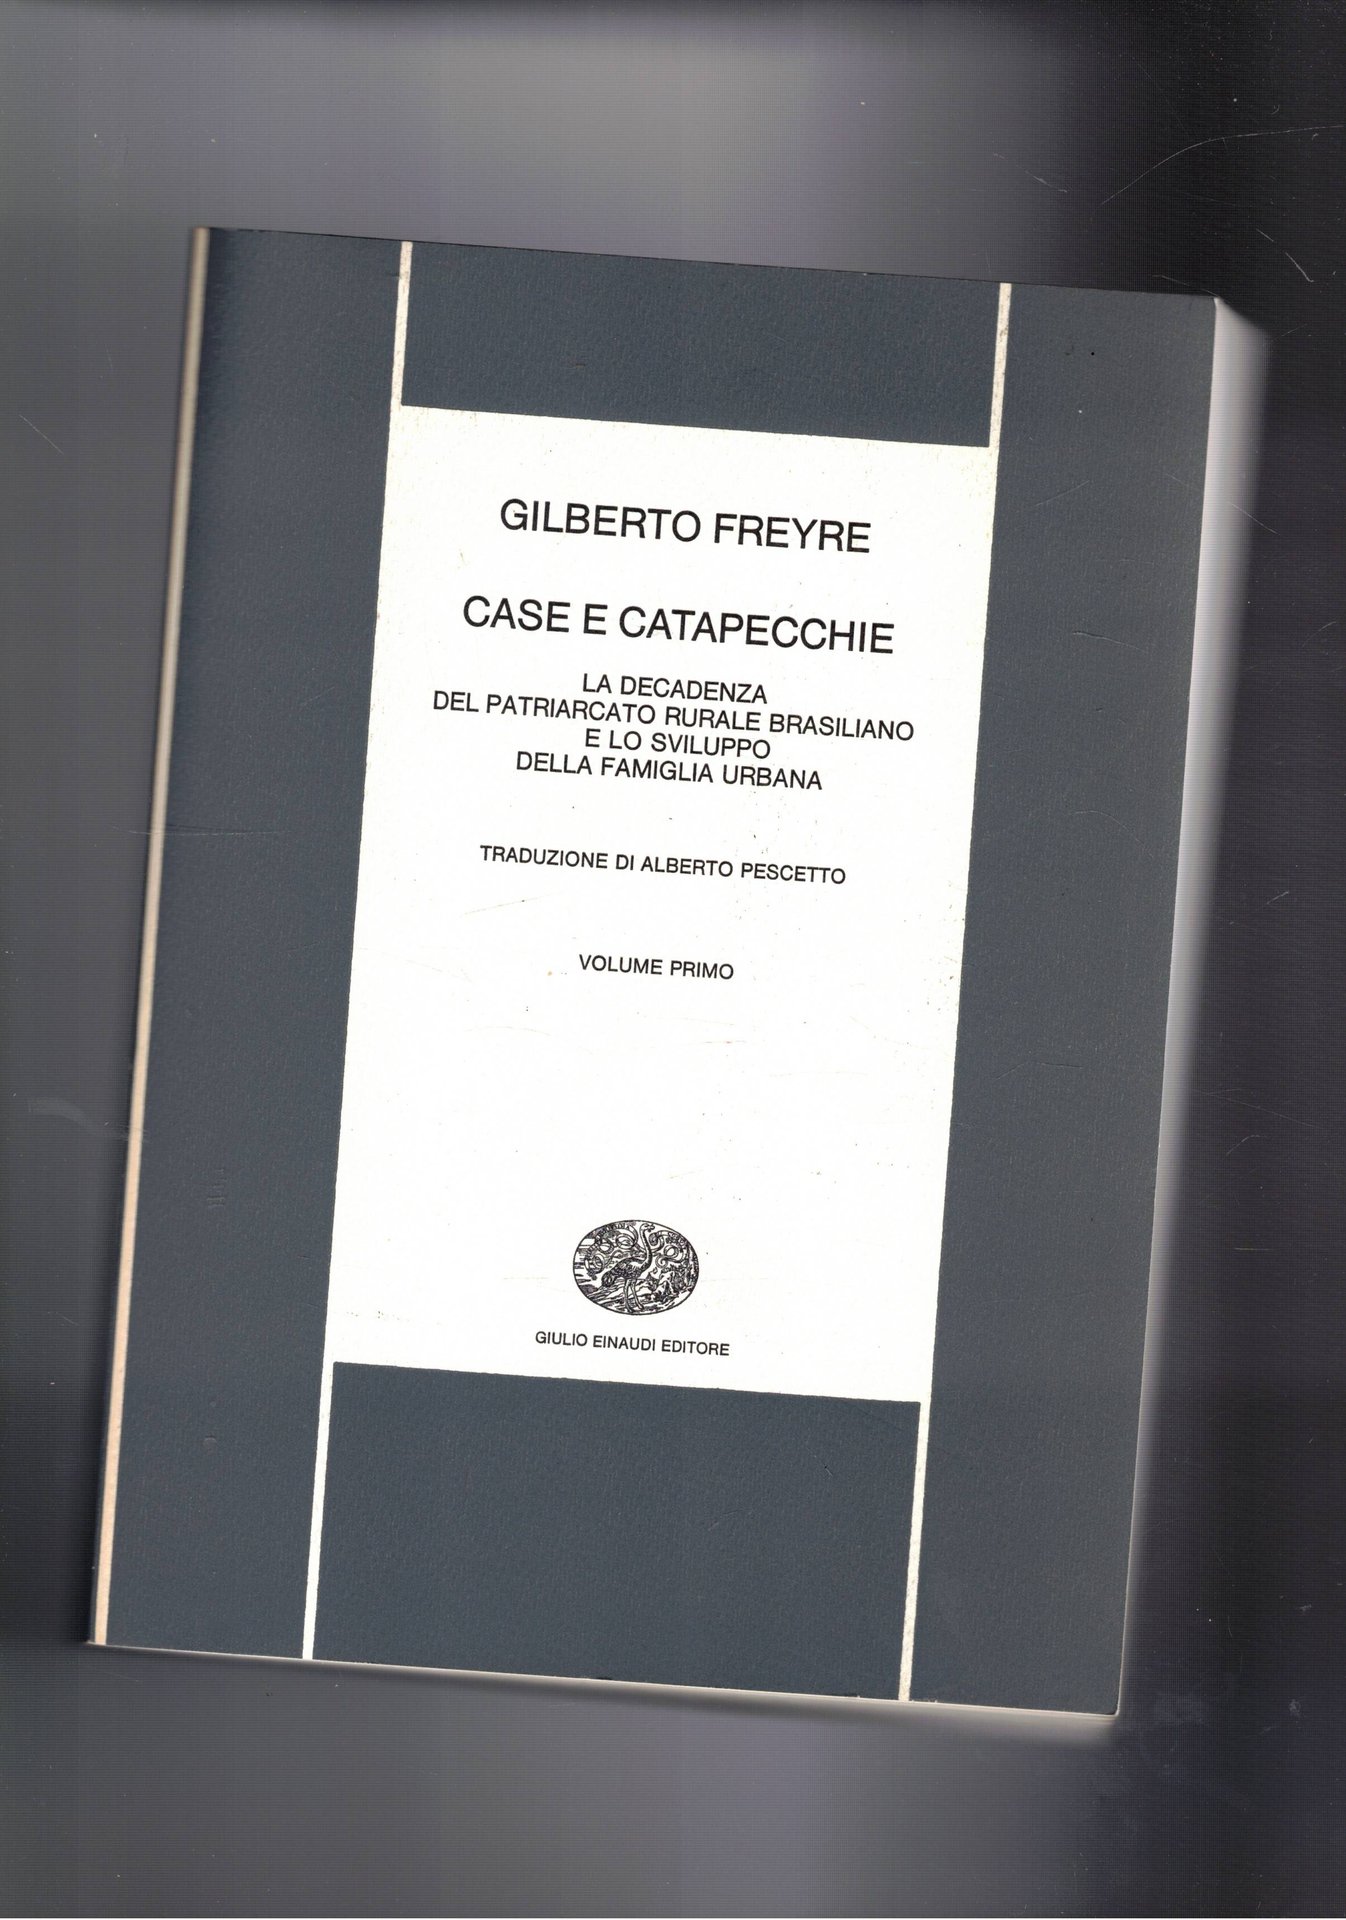 GILBERTO FREYRE
CASE E CATAPECCHIE
LA DECADENZA
DEL PATRIARCATO RURALE BRASILIANO
E LO SVILUPPO
DELLA FAMIGLIA URBANA
TRADUZIONE DI ALBERTO PESCETTO
VOLUME PRIMO
GIULIO EINAUDI EDITORE